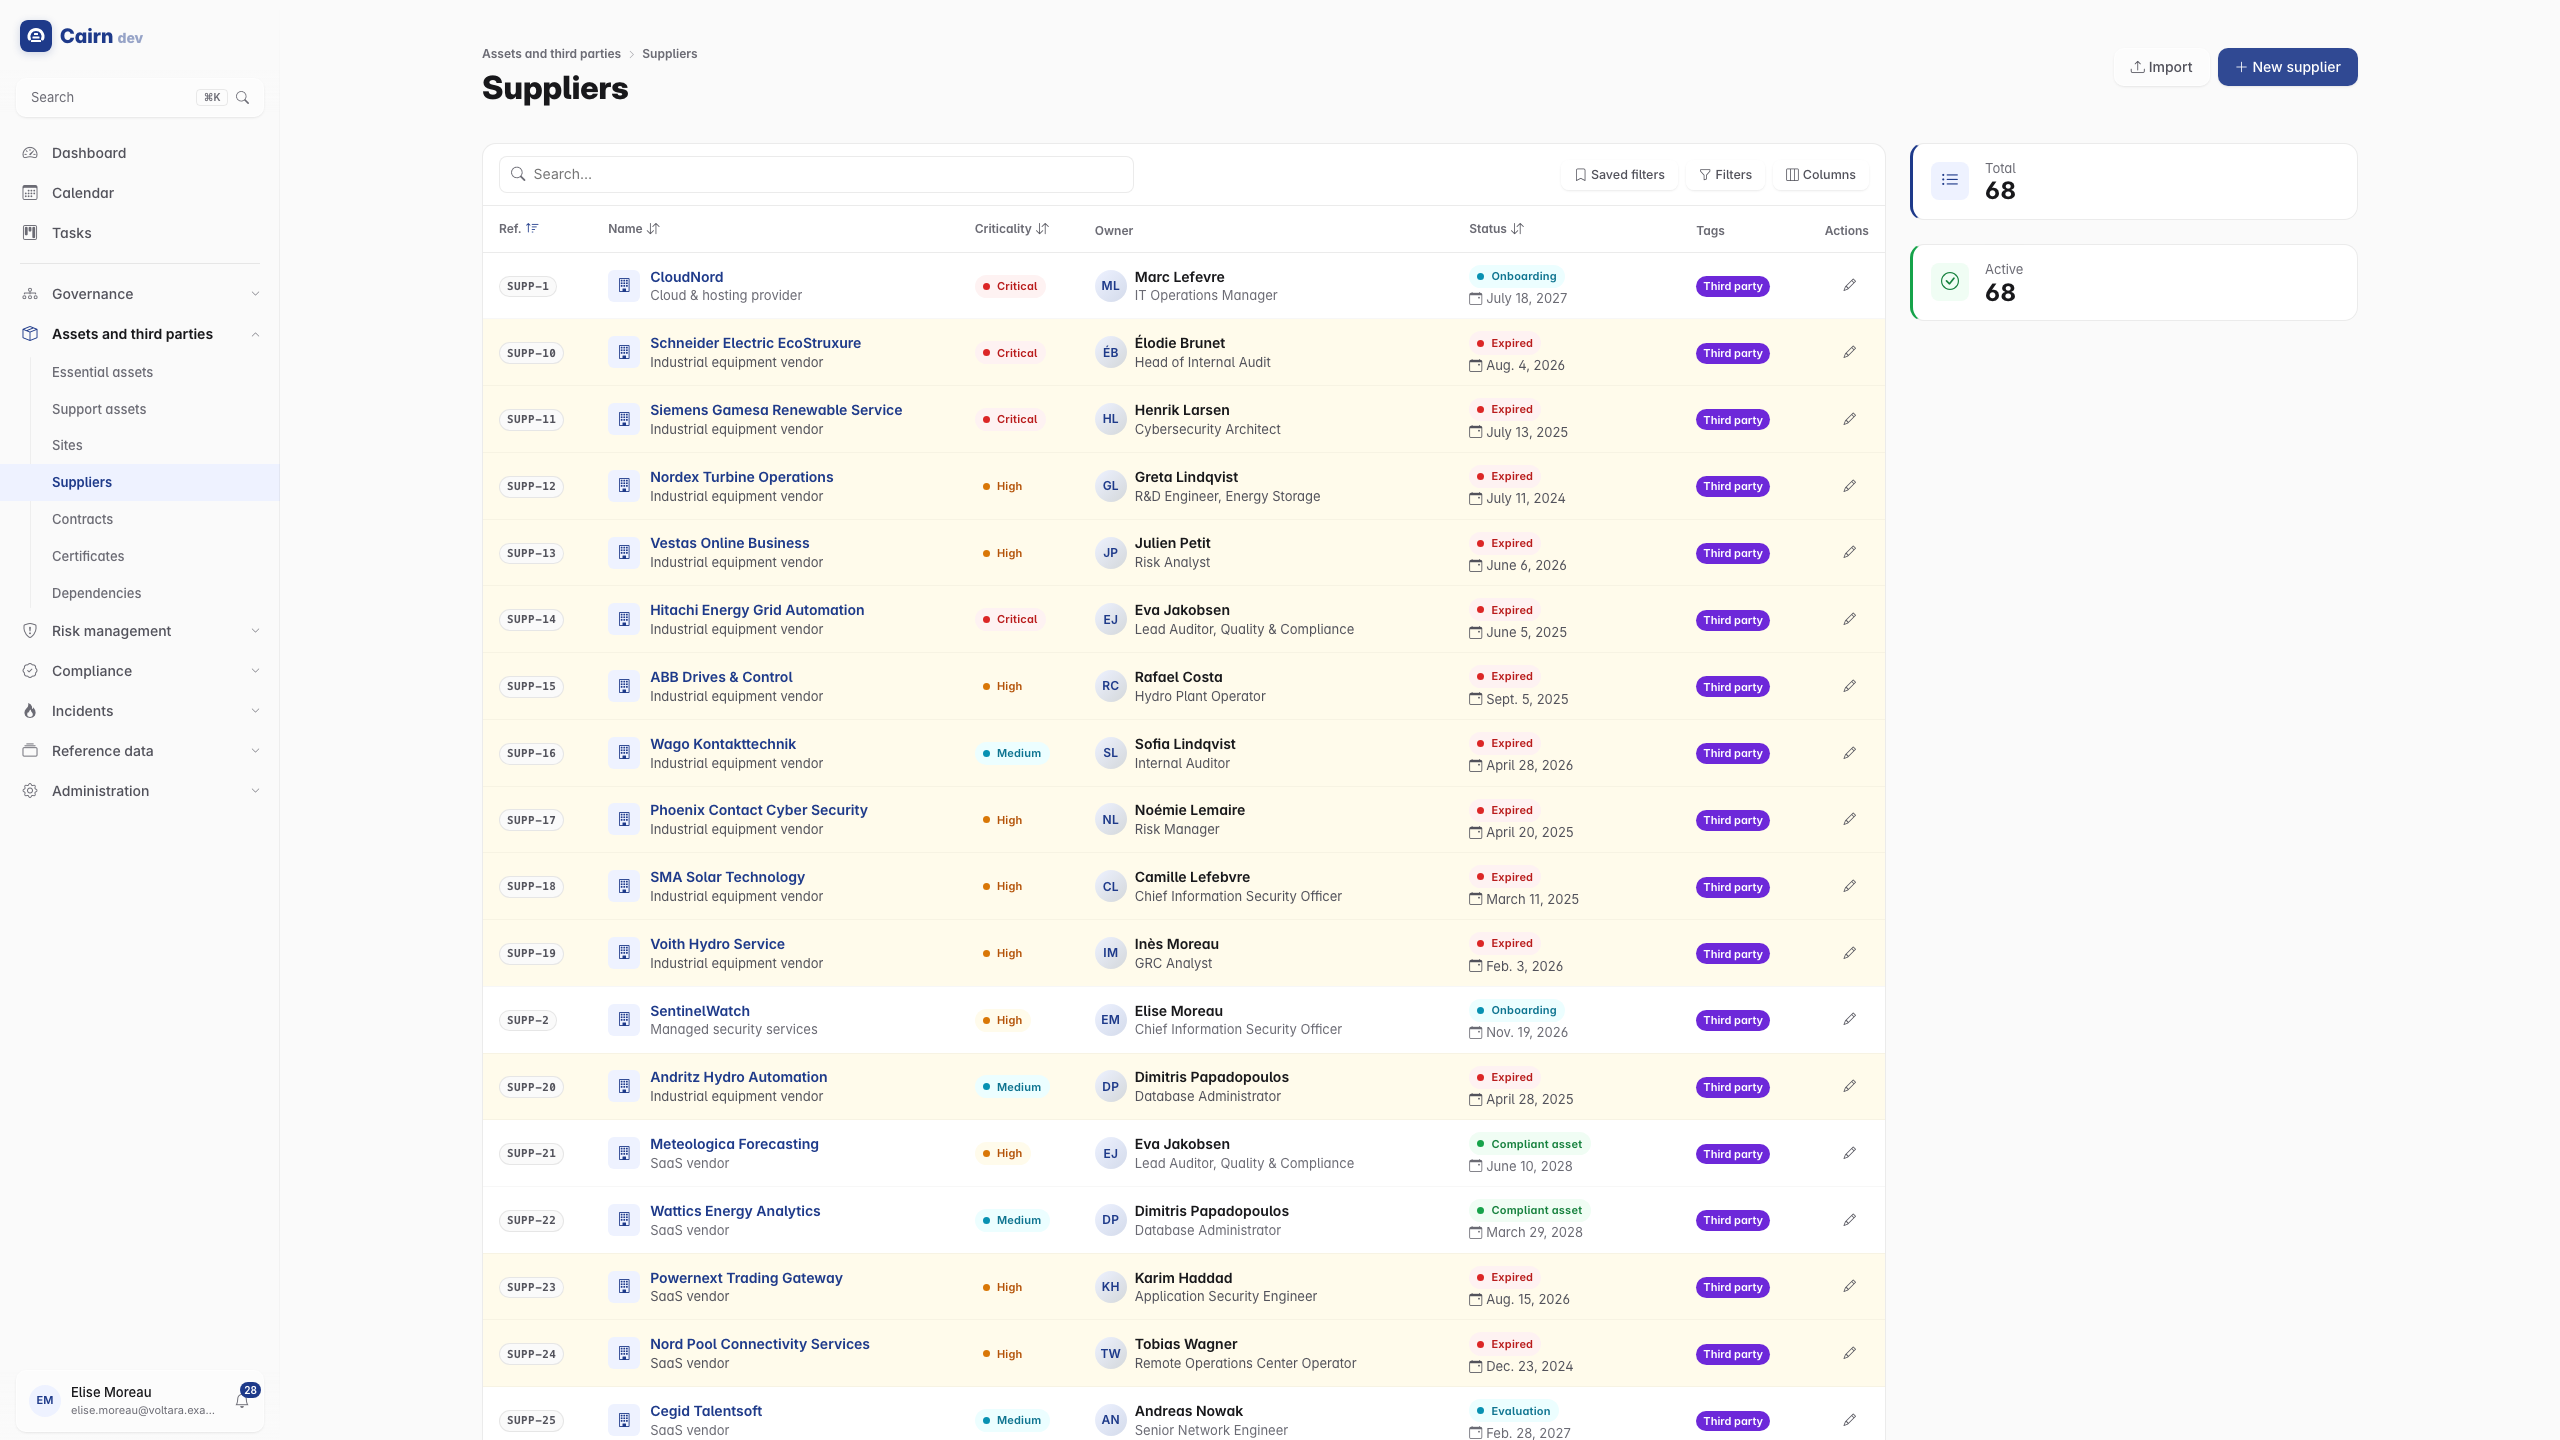 Cairn dev
Search ⌘K
Dashboard
Calendar
Tasks
Governance
Assets and third parties
Essential assets
Support assets
Sites
Suppliers
Contracts
Certificates
Dependencies
Risk management
Compliance
Incidents
Reference data
Administration
EM Elise Moreau 28
elise.moreau@voltara.exa...
Assets and third parties > Suppliers
Suppliers
Import + New supplier
Search... Saved filters Filters Columns
Ref. Name Criticality Owner Status Tags Actions
SUPP-1 CloudNord Critical ML Marc Lefevre Onboarding Third party
Cloud & hosting provider IT Operations Manager July 18, 2027
SUPP-10 Schneider Electric EcoStruxure Critical ÉB Élodie Brunet Expired Third party
Industrial equipment vendor Head of Internal Audit Aug. 4, 2026
SUPP-11 Siemens Gamesa Renewable Service Critical HL Henrik Larsen Expired Third party
Industrial equipment vendor Cybersecurity Architect July 13, 2025
SUPP-12 Nordex Turbine Operations High GL Greta Lindqvist Expired Third party
Industrial equipment vendor R&D Engineer, Energy Storage July 11, 2024
SUPP-13 Vestas Online Business High JP Julien Petit Expired Third party
Industrial equipment vendor Risk Analyst June 6, 2026
SUPP-14 Hitachi Energy Grid Automation Critical EJ Eva Jakobsen Expired Third party
Industrial equipment vendor Lead Auditor, Quality & Compliance June 5, 2025
SUPP-15 ABB Drives & Control High RC Rafael Costa Expired Third party
Industrial equipment vendor Hydro Plant Operator Sept. 5, 2025
SUPP-16 Wago Kontakttechnik Medium SL Sofia Lindqvist Expired Third party
Industrial equipment vendor Internal Auditor April 28, 2026
SUPP-17 Phoenix Contact Cyber Security High NL Noémie Lemaire Expired Third party
Industrial equipment vendor Risk Manager April 20, 2025
SUPP-18 SMA Solar Technology High CL Camille Lefebvre Expired Third party
Industrial equipment vendor Chief Information Security Officer March 11, 2025
SUPP-19 Voith Hydro Service High IM Inès Moreau Expired Third party
Industrial equipment vendor GRC Analyst Feb. 3, 2026
SUPP-2 SentinelWatch High EM Elise Moreau Onboarding Third party
Managed security services Chief Information Security Officer Nov. 19, 2026
SUPP-20 Andritz Hydro Automation Medium DP Dimitris Papadopoulos Expired Third party
Industrial equipment vendor Database Administrator April 28, 2025
SUPP-21 Meteologica Forecasting High EJ Eva Jakobsen Compliant asset Third party
SaaS vendor Lead Auditor, Quality & Compliance June 10, 2028
SUPP-22 Wattics Energy Analytics Medium DP Dimitris Papadopoulos Compliant asset Third party
SaaS vendor Database Administrator March 29, 2028
SUPP-23 Powernext Trading Gateway High KH Karim Haddad Expired Third party
SaaS vendor Application Security Engineer Aug. 15, 2026
SUPP-24 Nord Pool Connectivity Services High TW Tobias Wagner Expired Third party
SaaS vendor Remote Operations Center Operator Dec. 23, 2024
SUPP-25 Cegid Talentsoft Medium AN Andreas Nowak Evaluation Third party
SaaS vendor Senior Network Engineer Feb. 28, 2027
Total
68
Active
68